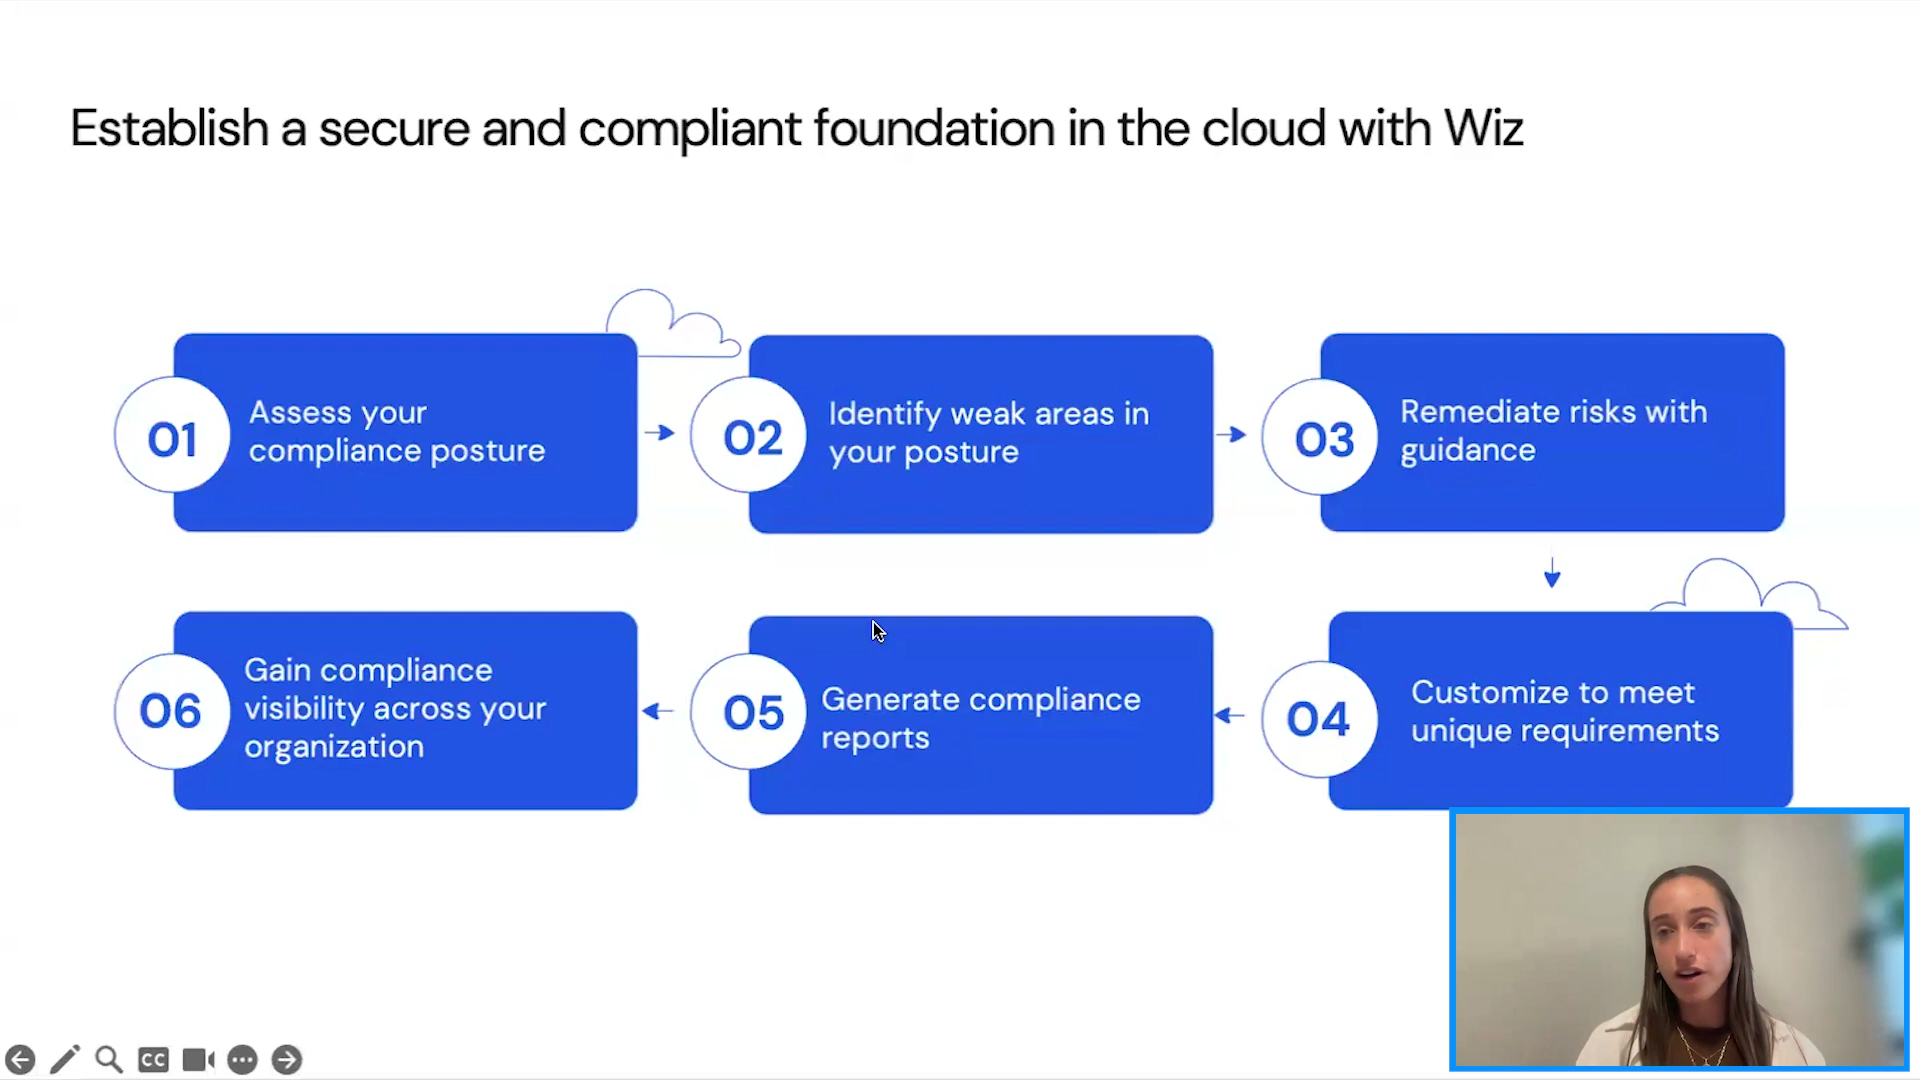 Establish a secure and compliant foundation in the cloud with Wiz
01
Assess your
compliance posture
02
Identify weak areas in
your posture
03
Remediate risks with
guidance
04
Customize to meet
unique requirements
05
Generate compliance
reports
06
Gain compliance
visibility across your
organization
CC